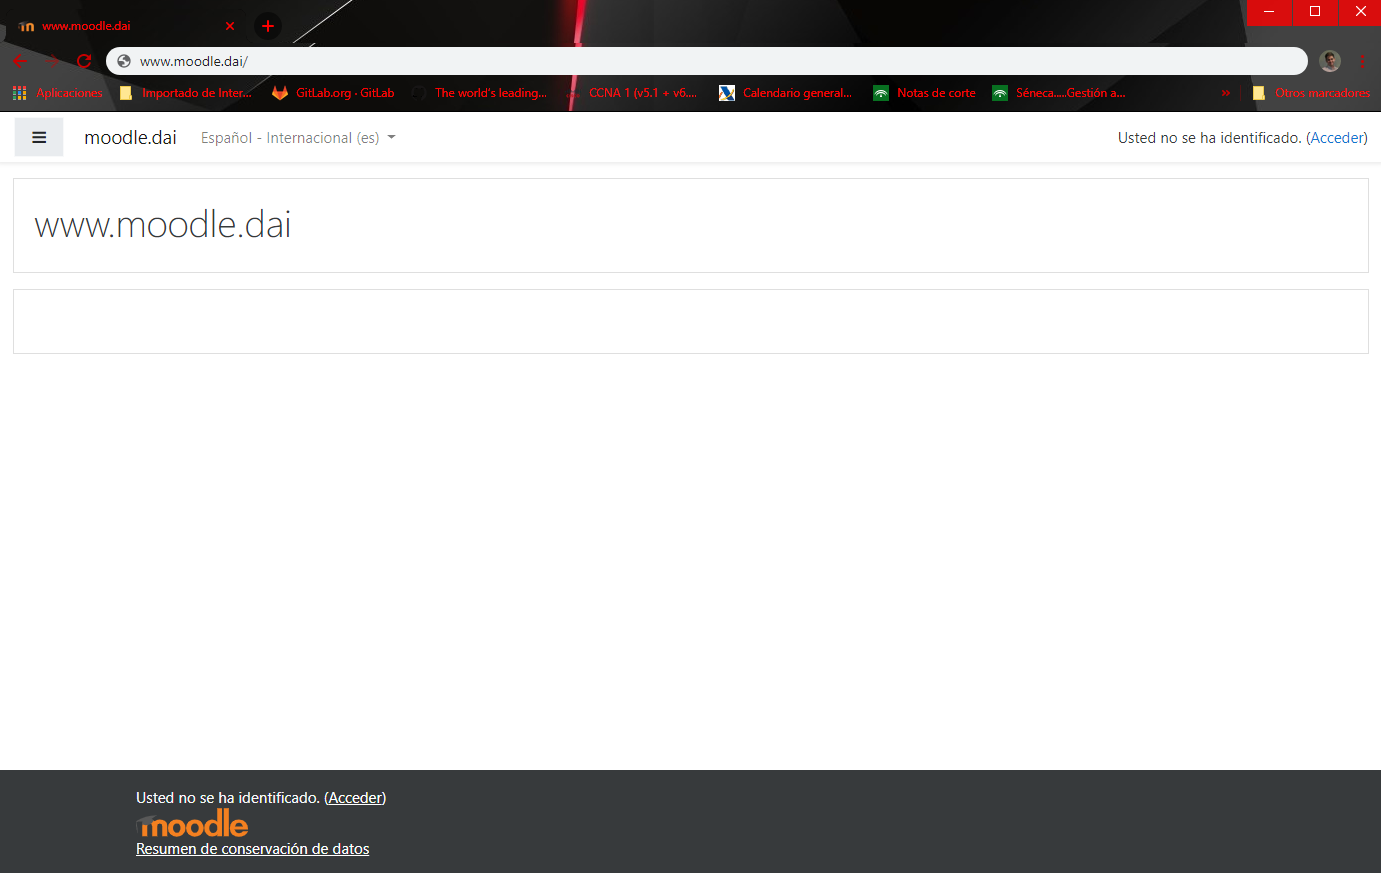 www.moodle.dai
www.moodle.dai/
Aplicaciones Importado de Inter... GitLab.org · GitLab The world's leading... CCNA 1 (v5.1 + v6.... Calendario general... Notas de corte Séneca.....Gestión a... » Otros marcadores
moodle.dai Español - Internacional (es) Usted no se ha identificado. (Acceder)
www.moodle.dai
Usted no se ha identificado. (Acceder)
moodle
Resumen de conservación de datos